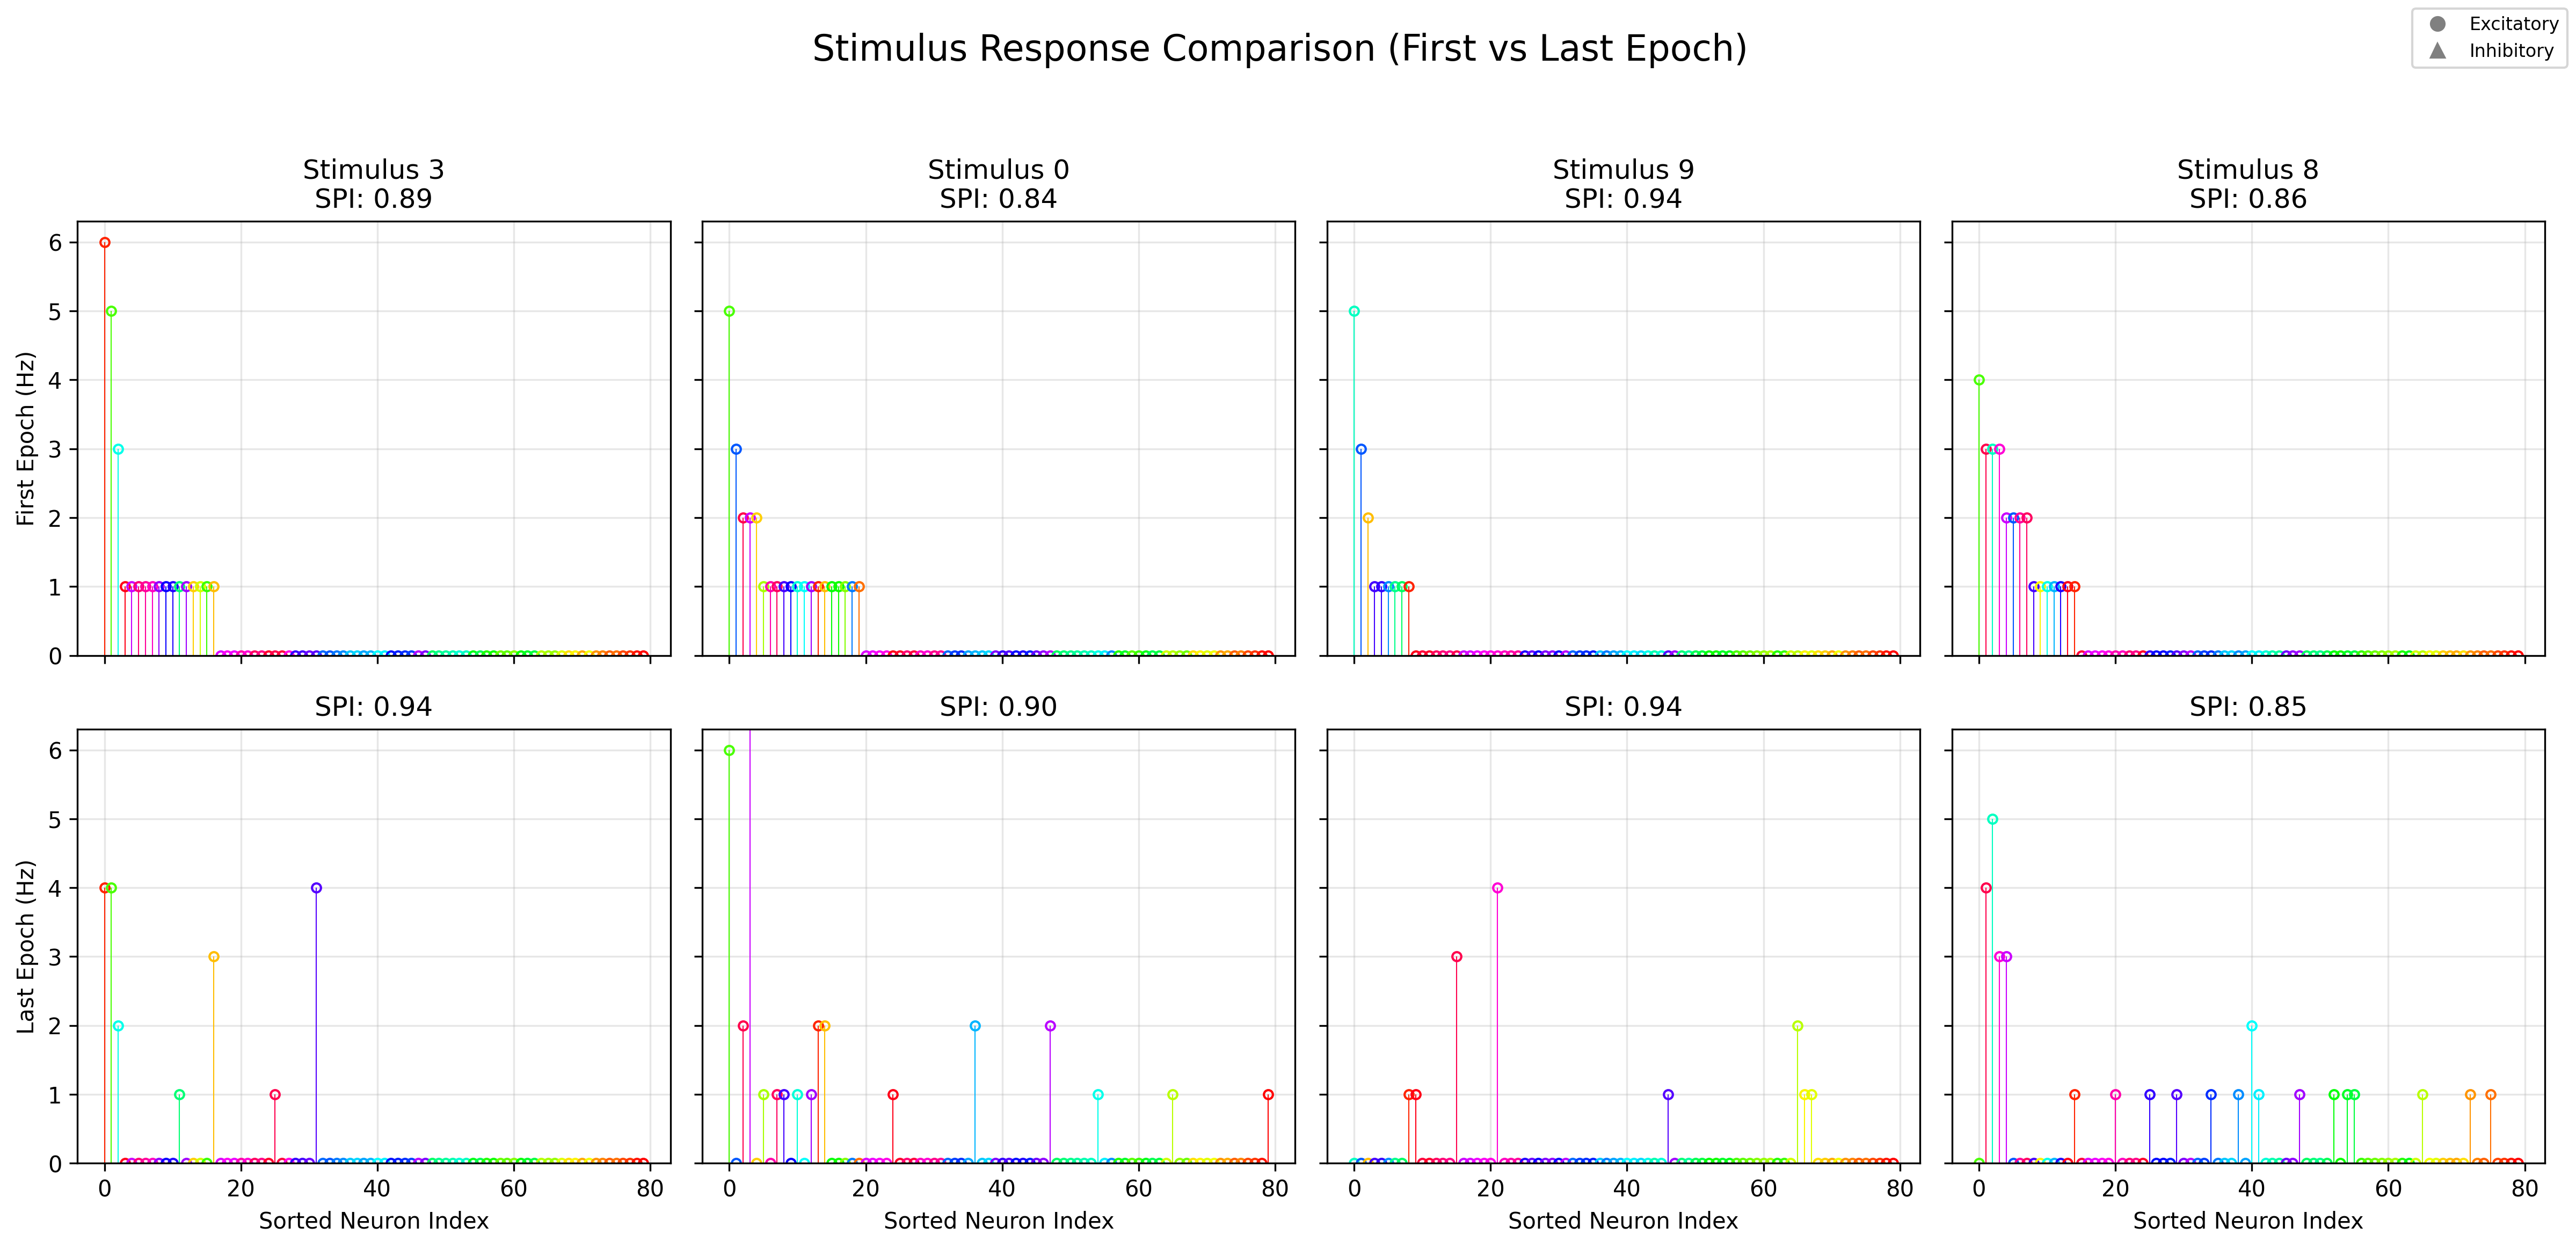 Stimulus Response Comparison (First vs Last Epoch)
Excitatory
Inhibitory
Stimulus 3
SPI: 0.89
Stimulus 0
SPI: 0.84
Stimulus 9
SPI: 0.94
Stimulus 8
SPI: 0.86
First Epoch (Hz)
6
5
4
3
2
1
0
SPI: 0.94
SPI: 0.90
SPI: 0.94
SPI: 0.85
Last Epoch (Hz)
6
5
4
3
2
1
0
0 20 40 60 80
0 20 40 60 80
0 20 40 60 80
0 20 40 60 80
Sorted Neuron Index
Sorted Neuron Index
Sorted Neuron Index
Sorted Neuron Index